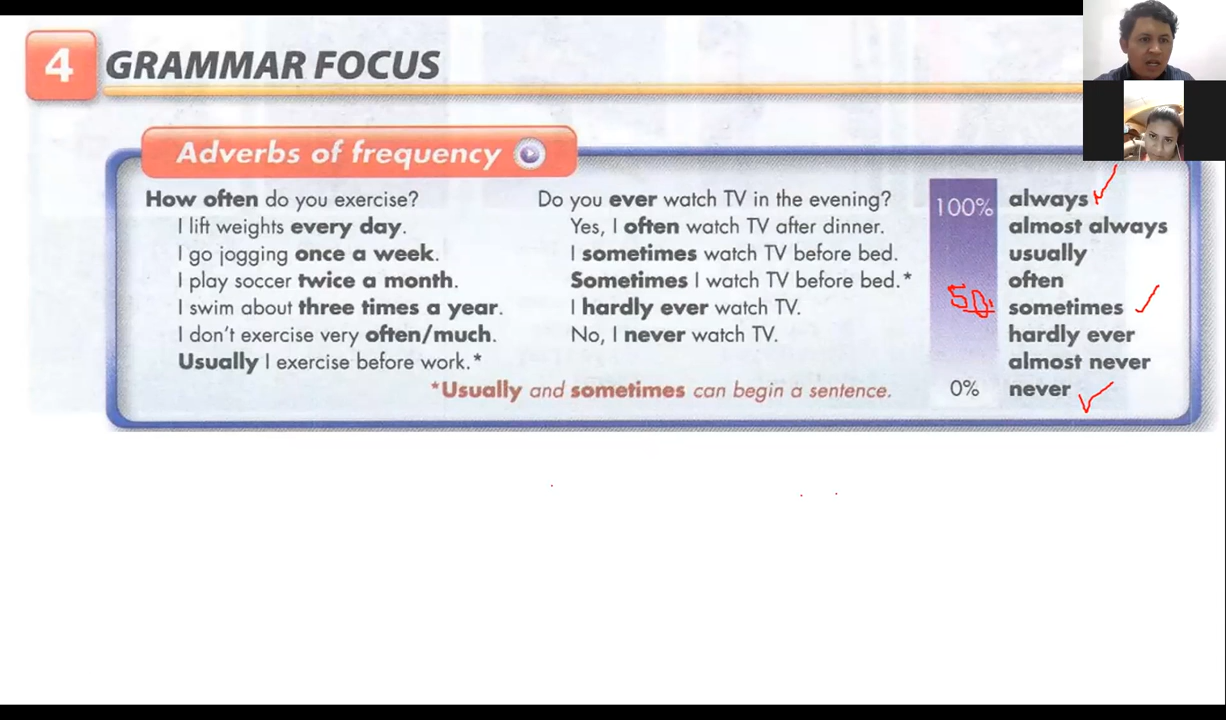 4 GRAMMAR FOCUS
Adverbs of frequency
How often do you exercise?
I lift weights every day.
I go jogging once a week.
I play soccer twice a month.
I swim about three times a year.
I don't exercise very often/much.
Usually I exercise before work.*
Do you ever watch TV in the evening?
Yes, I often watch TV after dinner.
I sometimes watch TV before bed.
Sometimes I watch TV before bed.*
I hardly ever watch TV.
No, I never watch TV.
*Usually and sometimes can begin a sentence.
100%
50%
0%
always
almost always
usually
often
sometimes
hardly ever
almost never
never